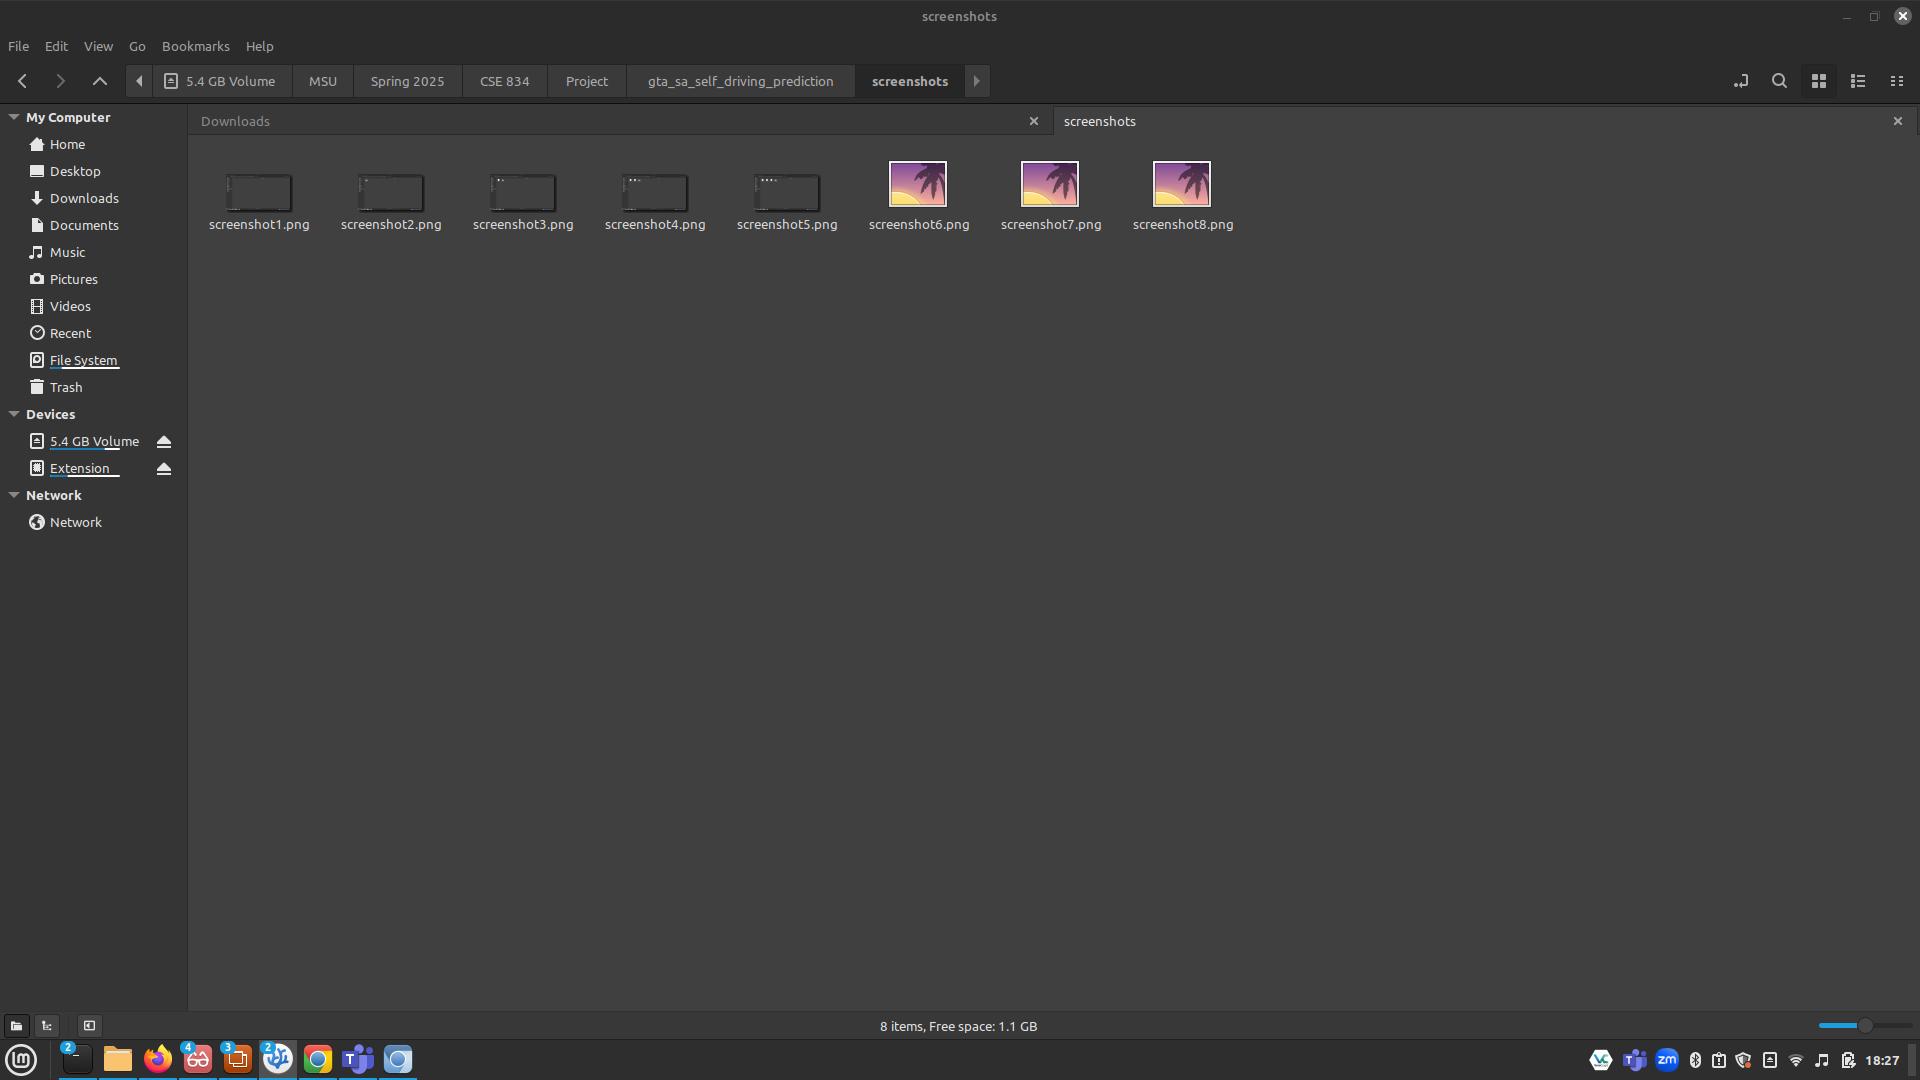 screenshots
File Edit View Go Bookmarks Help
5.4 GB Volume MSU Spring 2025 CSE 834 Project gta_sa_self_driving_prediction screenshots
My Computer
Home
Desktop
Downloads
Documents
Music
Pictures
Videos
Recent
File System
Trash
Devices
5.4 GB Volume
Extension
Network
Network
Downloads screenshots
screenshot1.png screenshot2.png screenshot3.png screenshot4.png screenshot5.png screenshot6.png screenshot7.png screenshot8.png
8 items, Free space: 1.1 GB
2 4 3 2 T VC T zm 18:27